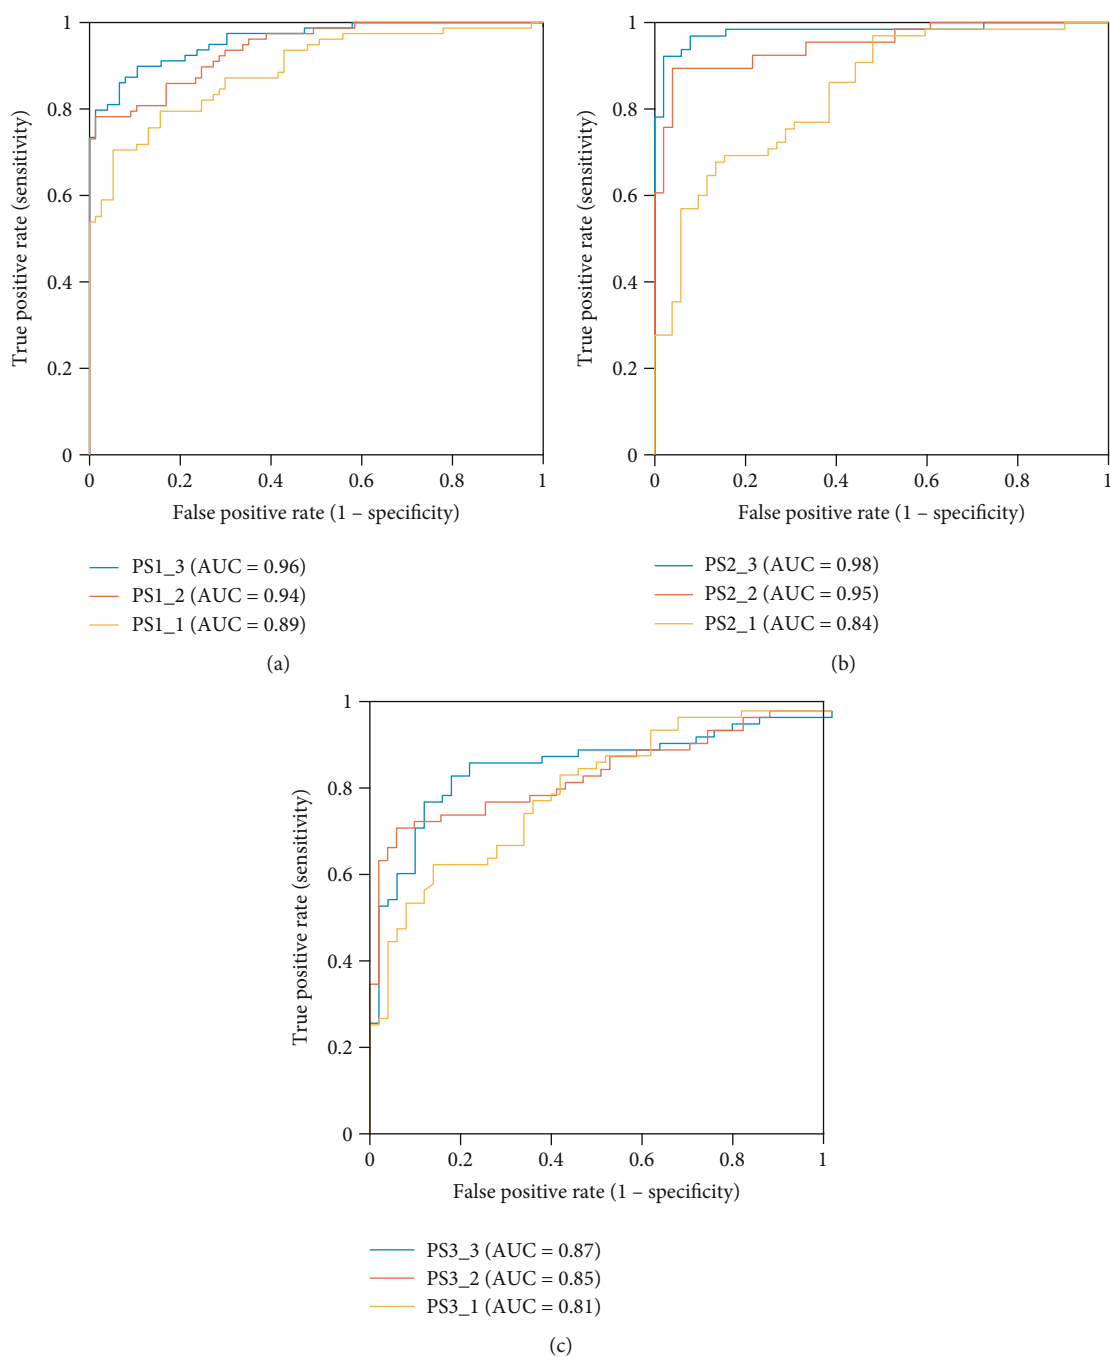 1
0.8
0.6
0.4
0.2
0
True positive rate (sensitivity)
0 0.2 0.4 0.6 0.8 1
False positive rate (1 – specificity)
PS1_3 (AUC = 0.96)
PS1_2 (AUC = 0.94)
PS1_1 (AUC = 0.89)
(a)
1
0.8
0.6
0.4
0.2
0
True positive rate (sensitivity)
0 0.2 0.4 0.6 0.8 1
False positive rate (1 – specificity)
PS2_3 (AUC = 0.98)
PS2_2 (AUC = 0.95)
PS2_1 (AUC = 0.84)
(b)
1
0.8
0.6
0.4
0.2
0
True positive rate (sensitivity)
0 0.2 0.4 0.6 0.8 1
False positive rate (1 – specificity)
PS3_3 (AUC = 0.87)
PS3_2 (AUC = 0.85)
PS3_1 (AUC = 0.81)
(c)